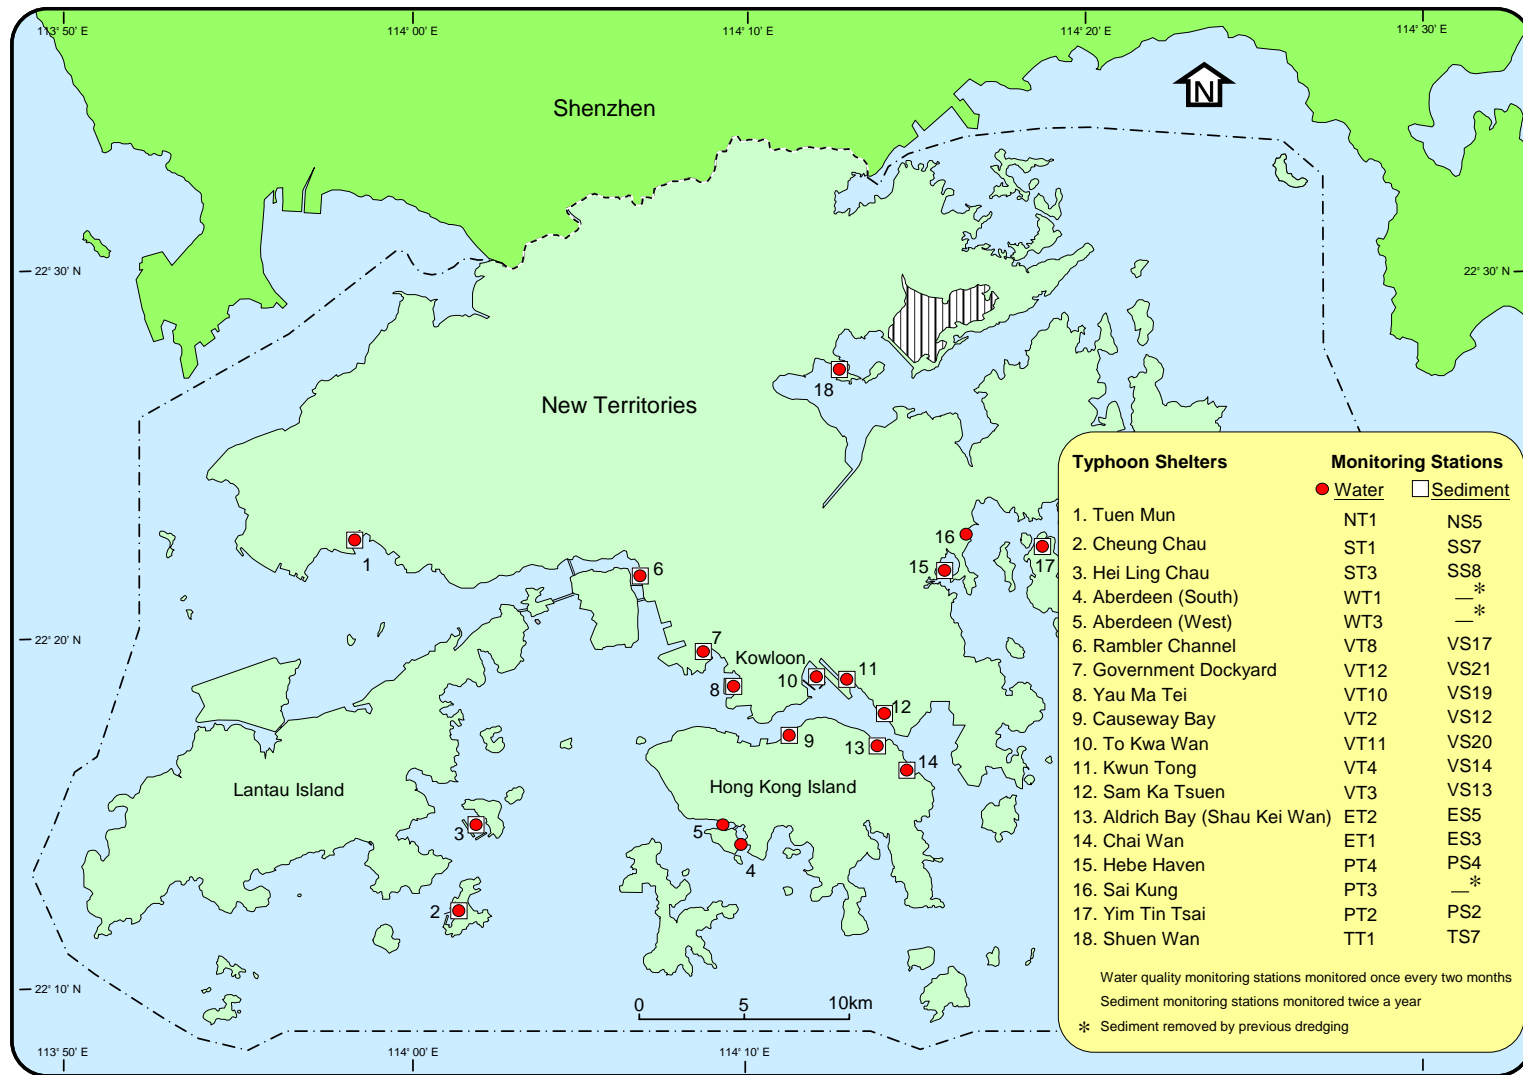 113° 50' E
114° 00' E
114° 10' E
114° 20' E
114° 30' E
N
Shenzhen
22° 30' N
22° 30' N
18
New Territories
Typhoon Shelters Monitoring Stations
Water Sediment
1. Tuen Mun NT1 NS5
2. Cheung Chau ST1 SS7
3. Hei Ling Chau ST3 SS8
4. Aberdeen (South) WT1 —*
5. Aberdeen (West) WT3 —*
6. Rambler Channel VT8 VS17
7. Government Dockyard VT12 VS21
8. Yau Ma Tei VT10 VS19
9. Causeway Bay VT2 VS12
10. To Kwa Wan VT11 VS20
11. Kwun Tong VT4 VS14
12. Sam Ka Tsuen VT3 VS13
13. Aldrich Bay (Shau Kei Wan) ET2 ES5
14. Chai Wan ET1 ES3
15. Hebe Haven PT4 PS4
16. Sai Kung PT3 —*
17. Yim Tin Tsai PT2 PS2
18. Shuen Wan TT1 TS7
Water quality monitoring stations monitored once every two months
Sediment monitoring stations monitored twice a year
* Sediment removed by previous dredging
16
1
17
15
6
22° 20' N
7
Kowloon
11
10
8
12
9
13
14
Lantau Island
Hong Kong Island
3
5
4
2
22° 10' N
0 5 10km
113° 50' E
114° 00' E
114° 10' E